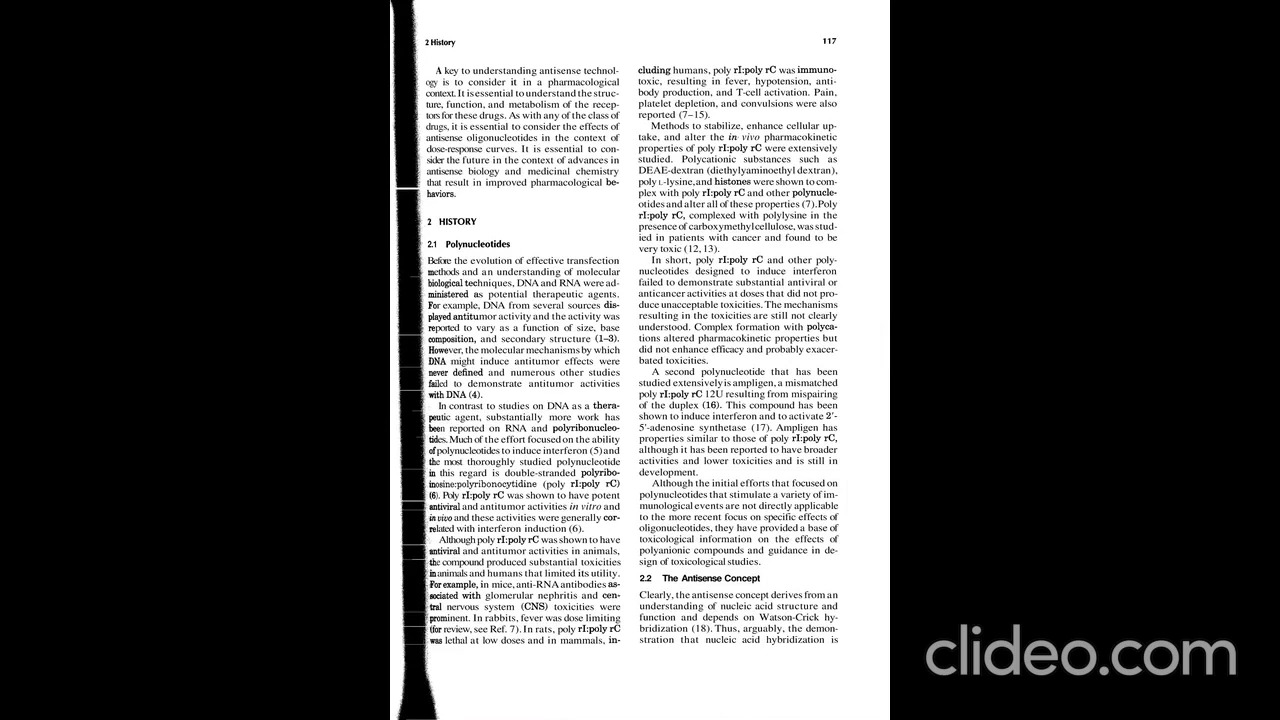 2 History
117
A key to understanding antisense technol-
ogy is to consider it in a pharmacological
context. It is essential to understand the struc-
ture, function, and metabolism of the recep-
tors for these drugs. As with any of the class of
drugs, it is essential to consider the effects of
antisense oligonucleotides in the context of
dose-response curves. It is essential to con-
sider the future in the context of advances in
antisense biology and medicinal chemistry
that result in improved pharmacological be-
haviors.
2 HISTORY
2.1 Polynucleotides
Before the evolution of effective transfection
methods and an understanding of molecular
biological techniques, DNA and RNA were ad-
ministered as potential therapeutic agents.
For example, DNA from several sources dis-
played antitumor activity and the activity was
reported to vary as a function of size, base
composition, and secondary structure (1–3).
However, the molecular mechanisms by which
DNA might induce antitumor effects were
never defined and numerous other studies
failed to demonstrate antitumor activities
with DNA (4).
In contrast to studies on DNA as a thera-
peutic agent, substantially more work has
been reported on RNA and polyribonucleo-
tides. Much of the effort focused on the ability
of polynucleotides to induce interferon (5) and
the most thoroughly studied polynucleotide
in this regard is double-stranded polyribo-
inosine:polyribonocytidine (poly rI:poly rC)
(6). Poly rI:poly rC was shown to have potent
antiviral and antitumor activities in vitro and
in vivo and these activities were generally cor-
related with interferon induction (6).
Although poly rI:poly rC was shown to have
antiviral and antitumor activities in animals,
the compound produced substantial toxicities
in animals and humans that limited its utility.
For example, in mice, anti-RNA antibodies as-
sociated with glomerular nephritis and cen-
tral nervous system (CNS) toxicities were
prominent. In rabbits, fever was dose limiting
(for review, see Ref. 7). In rats, poly rI:poly rC
was lethal at low doses and in mammals, in-
cluding humans, poly rI:poly rC was immuno-
toxic, resulting in fever, hypotension, anti-
body production, and T-cell activation. Pain,
platelet depletion, and convulsions were also
reported (7–15).
Methods to stabilize, enhance cellular up-
take, and alter the in vivo pharmacokinetic
properties of poly rI:poly rC were extensively
studied. Polycationic substances such as
DEAE-dextran (diethylyaminoethyl dextran),
poly L-lysine, and histones were shown to com-
plex with poly rI:poly rC and other polynucle-
otides and alter all of these properties (7). Poly
rI:poly rC, complexed with polylysine in the
presence of carboxymethyl cellulose, was stud-
ied in patients with cancer and found to be
very toxic (12, 13).
In short, poly rI:poly rC and other poly-
nucleotides designed to induce interferon
failed to demonstrate substantial antiviral or
anticancer activities at doses that did not pro-
duce unacceptable toxicities. The mechanisms
resulting in the toxicities are still not clearly
understood. Complex formation with polyca-
tions altered pharmacokinetic properties but
did not enhance efficacy and probably exacer-
bated toxicities.
A second polynucleotide that has been
studied extensively is ampligen, a mismatched
poly rI:poly rC 12U resulting from mispairing
of the duplex (16). This compound has been
shown to induce interferon and to activate 2'-
5'-adenosine synthetase (17). Ampligen has
properties similar to those of poly rI:poly rC,
although it has been reported to have broader
activities and lower toxicities and is still in
development.
Although the initial efforts that focused on
polynucleotides that stimulate a variety of im-
munological events are not directly applicable
to the more recent focus on specific effects of
oligonucleotides, they have provided a base of
toxicological information on the effects of
polyanionic compounds and guidance in de-
sign of toxicological studies.
2.2 The Antisense Concept
Clearly, the antisense concept derives from an
understanding of nucleic acid structure and
function and depends on Watson-Crick hy-
bridization (18). Thus, arguably, the demon-
stration that nucleic acid hybridization is
clideo.com